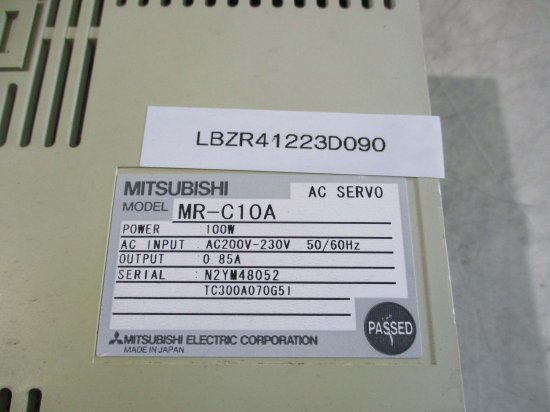 LBZR41223D090
MITSUBISHI AC SERVO
MODEL MR-C10A
POWER 100W
AC INPUT AC200V-230V 50/60Hz
OUTPUT 0.85A
SERIAL N2YM48052
TC300A070G51
PASSED
MITSUBISHI ELECTRIC CORPORATION
MADE IN JAPAN